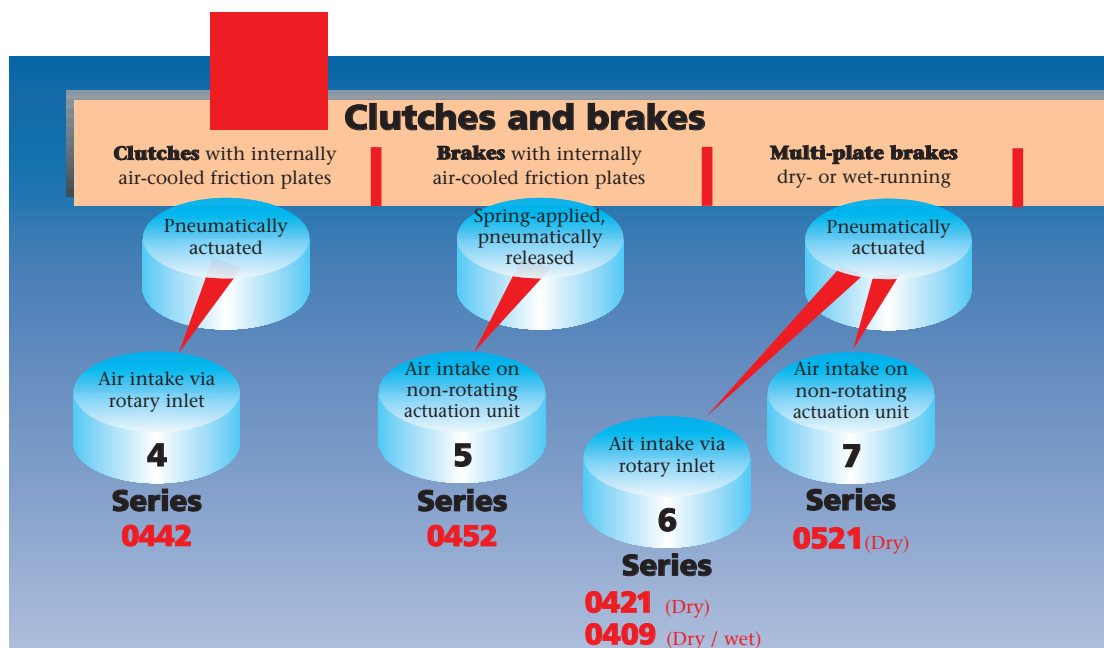 Clutches and brakes
Clutches with internally
air-cooled friction plates
Brakes with internally
air-cooled friction plates
Multi-plate brakes
dry- or wet-running
Pneumatically
actuated
Spring-applied,
pneumatically
released
Pneumatically
actuated
Air intake via
rotary inlet
4
Series
0442
Air intake on
non-rotating
actuation unit
5
Series
0452
Ait intake via
rotary inlet
6
Series
0421 (Dry)
0409 (Dry / wet)
Air intake on
non-rotating
actuation unit
7
Series
0521 (Dry)